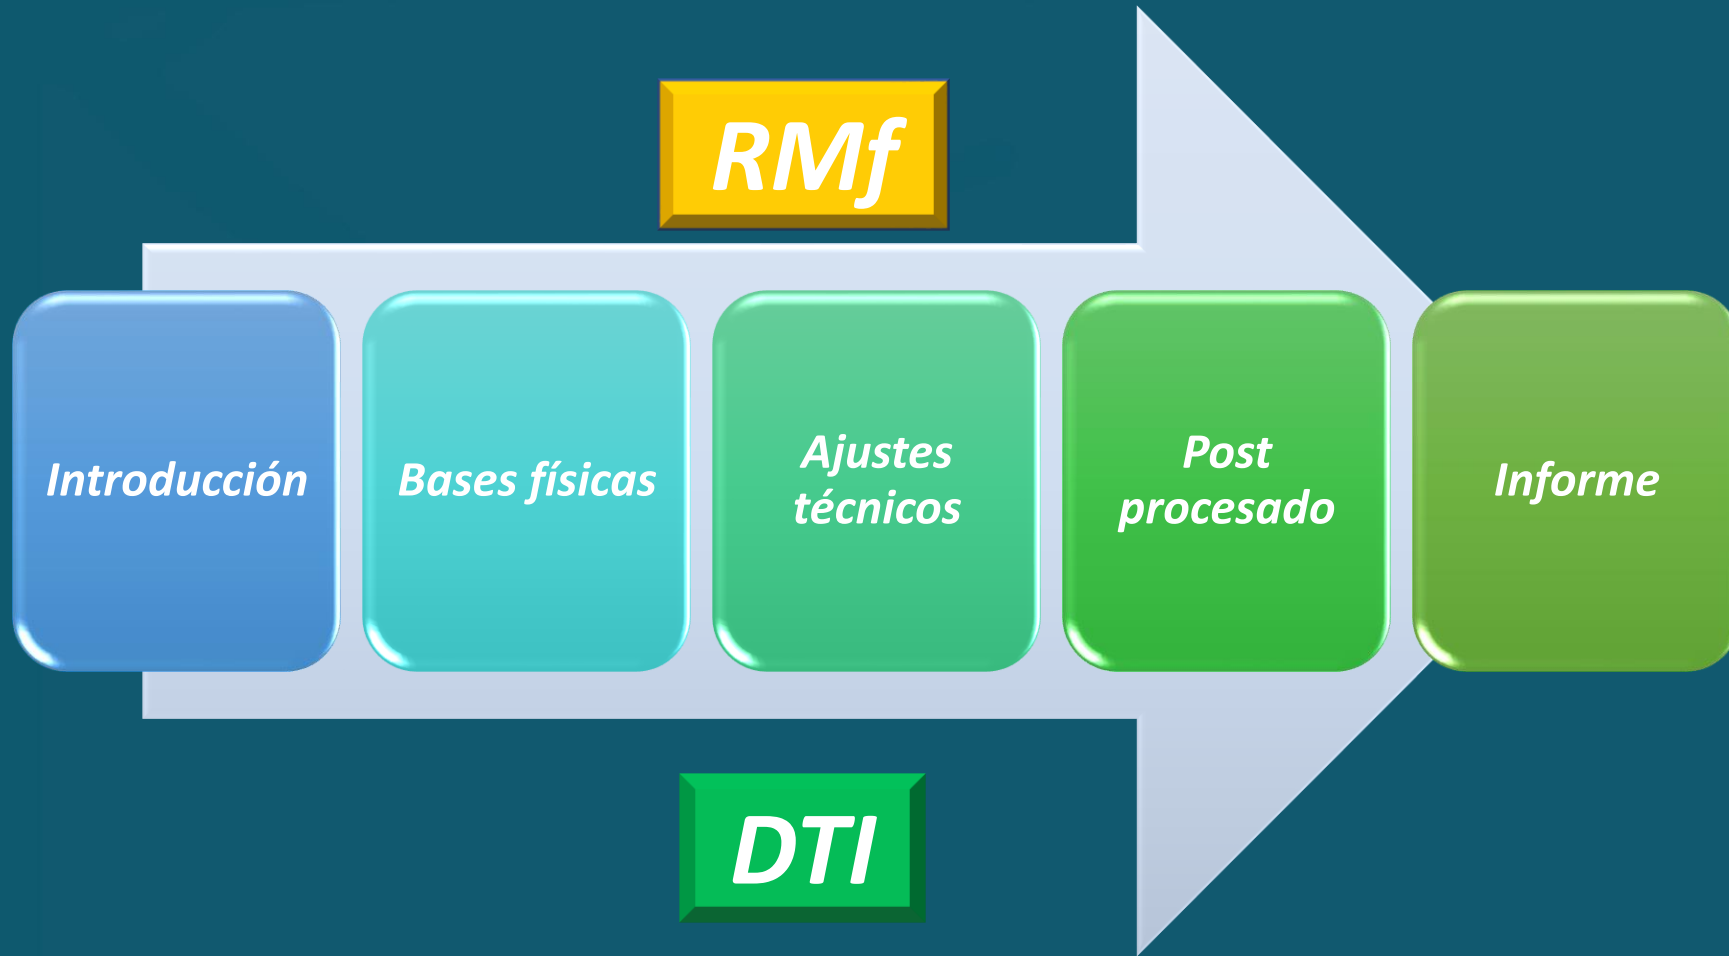 RMf
Introducción
Bases físicas
Ajustes
técnicos
Post
procesado
Informe
DTI